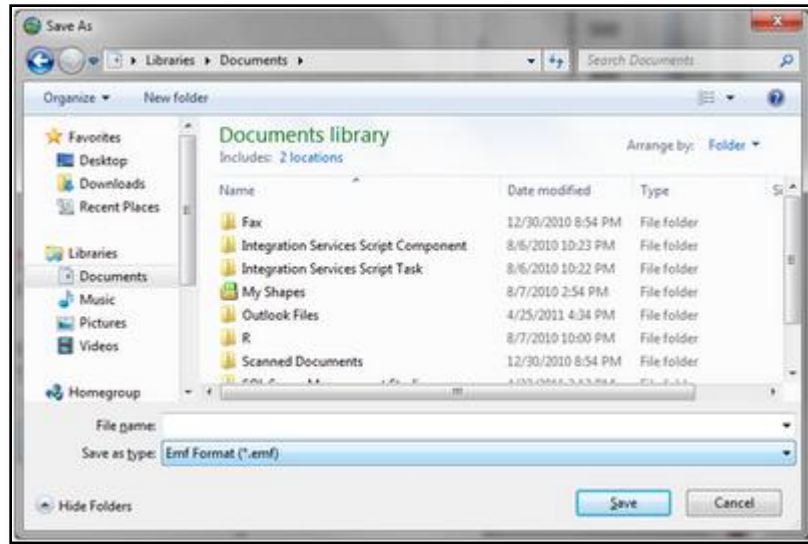 Save As
Libraries ▸ Documents ▸
Search Documents
Organize
New folder
Favorites
Desktop
Downloads
Recent Places
Libraries
Documents
Music
Pictures
Videos
Homegroup
Documents library
Includes: 2 locations
Arrange by: Folder
Name Date modified Type
Fax 12/30/2010 8:54 PM File folder
Integration Services Script Component 8/6/2010 10:23 PM File folder
Integration Services Script Task 8/6/2010 10:22 PM File folder
My Shapes 8/7/2010 2:54 PM File folder
Outlook Files 4/25/2011 4:34 PM File folder
R 8/7/2010 10:00 PM File folder
Scanned Documents 12/30/2010 8:54 PM File folder
File name:
Save as type: Emf Format (*.emf)
Hide Folders
Save
Cancel